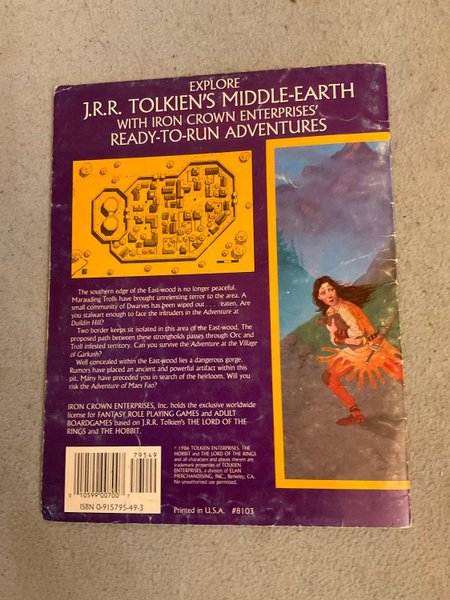 EXPLORE
J.R.R. TOLKIEN'S MIDDLE-EARTH
WITH IRON CROWN ENTERPRISES'
READY-TO-RUN ADVENTURES
The southern edge of the East-wood is no longer peaceful.
Marauding Trolls have brought unrelenting terror to the area. A
small community of Dwarves has been wiped out . . . eaten. Are
you stalwart enough to face the intruders in the Adventure at
Duildin Hill?
Two border keeps sit isolated in this area of the East-wood. The
proposed path between these strongholds passes through Orc and
Troll infested territory. Can you survive the Adventure at the Village
of Garkash?
Well concealed within the East-wood lies a dangerous gorge.
Rumors have placed an ancient and powerful artifact within this
pit. Many have preceded you in search of the heirloom. Will you
risk the Adventure of Maes Fao?
IRON CROWN ENTERPRISES, Inc. holds the exclusive worldwide
license for FANTASY ROLE PLAYING GAMES and ADULT
BOARDGAMES based on J.R.R. Tolkien's THE LORD OF THE
RINGS and THE HOBBIT.
79549
0 10599 00700 7
ISBN 0-915795-49-3
© 1986 TOLKIEN ENTERPRISES. THE
HOBBIT and THE LORD OF THE RINGS
and all characters and places therein are
trademark properties of TOLKIEN
ENTERPRISES, a division of ELAN
MERCHANDISING, INC., Berkeley, CA.
No unauthorized use permitted.
Printed in U.S.A. #8103